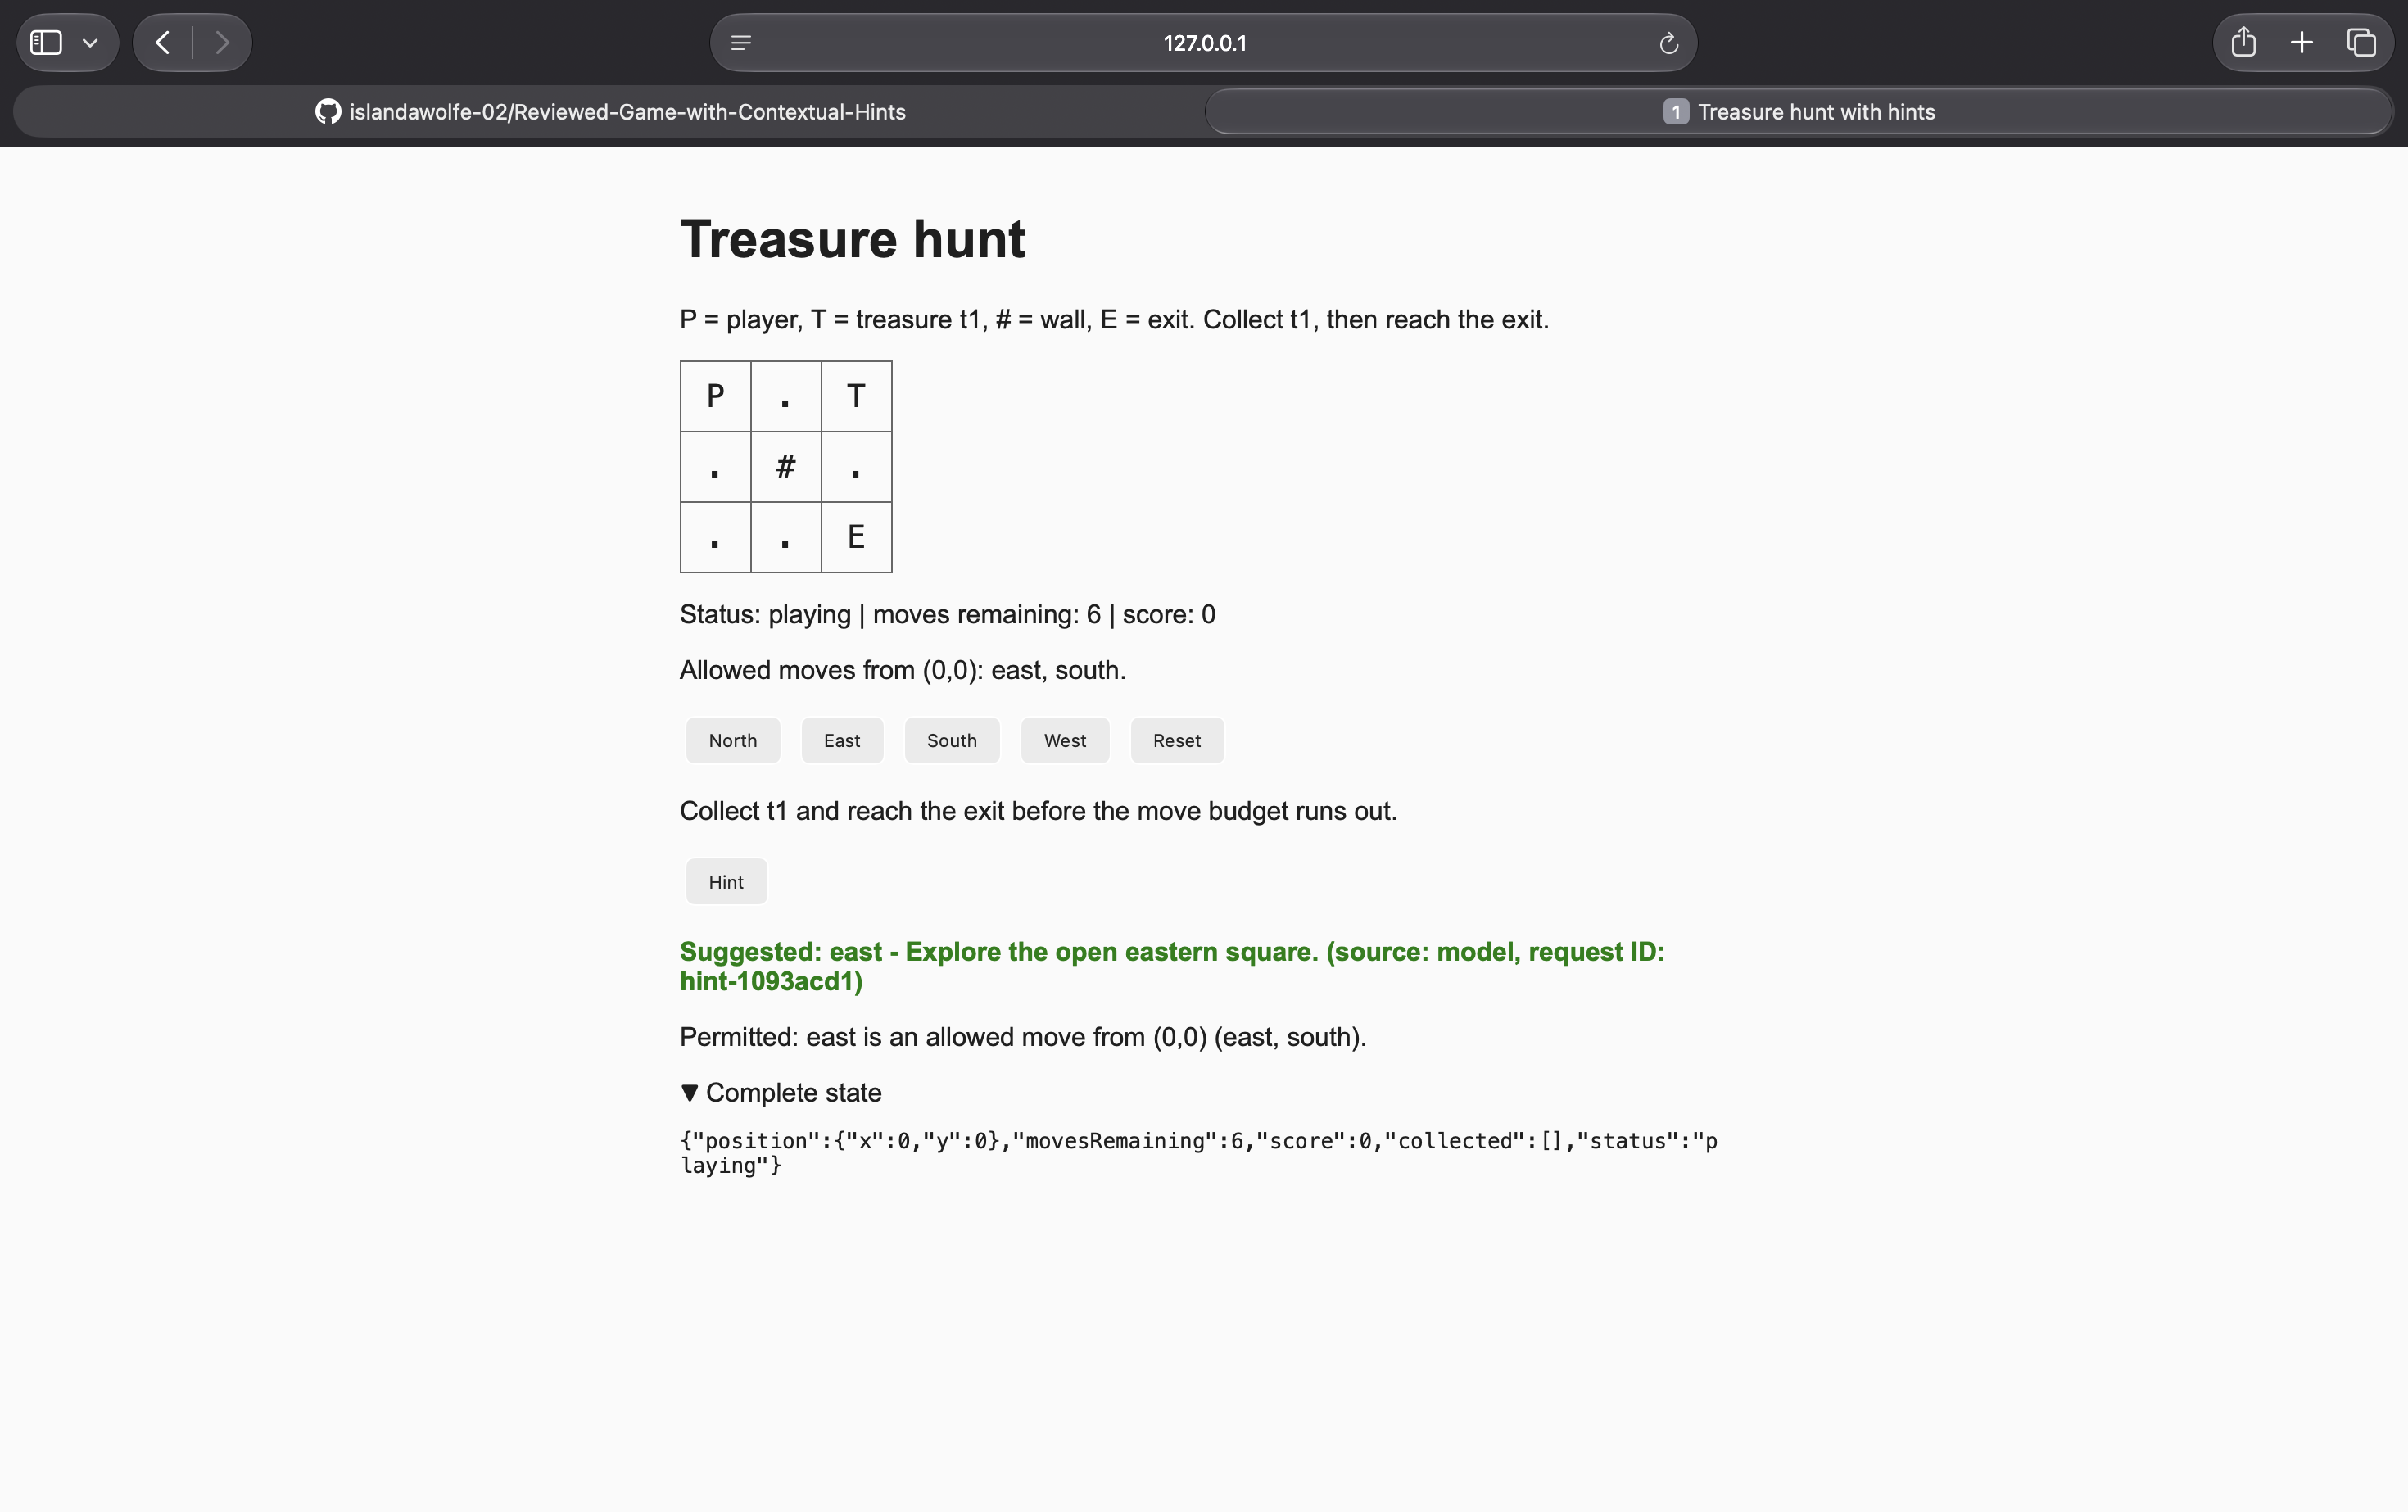 127.0.0.1
islandawolfe-02/Reviewed-Game-with-Contextual-Hints
1 Treasure hunt with hints
Treasure hunt
P = player, T = treasure t1, # = wall, E = exit. Collect t1, then reach the exit.
P . T
. # .
. . E
Status: playing | moves remaining: 6 | score: 0
Allowed moves from (0,0): east, south.
North East South West Reset
Collect t1 and reach the exit before the move budget runs out.
Hint
Suggested: east - Explore the open eastern square. (source: model, request ID:
hint-1093acd1)
Permitted: east is an allowed move from (0,0) (east, south).
▼ Complete state
{"position":{"x":0,"y":0},"movesRemaining":6,"score":0,"collected":[],"status":"p
laying"}